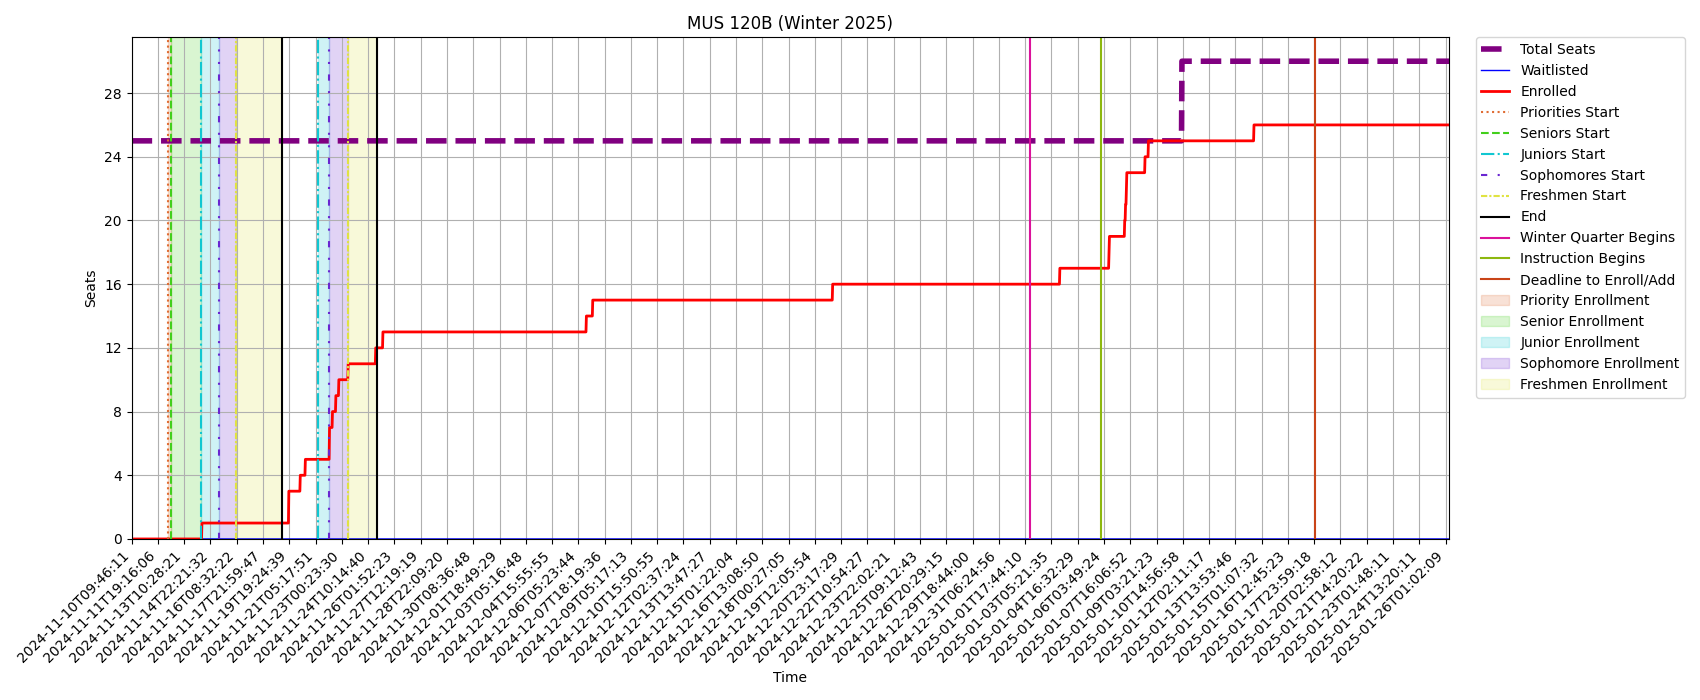 MUS 120B (Winter 2025)
Seats
28
24
20
16
12
8
4
0
2024-11-10T09:46:11
2024-11-11T19:16:06
2024-11-13T10:28:21
2024-11-14T22:21:32
2024-11-16T08:32:22
2024-11-17T21:59:47
2024-11-19T19:24:39
2024-11-21T05:17:51
2024-11-23T00:23:30
2024-11-24T10:14:40
2024-11-26T01:52:23
2024-11-27T12:19:19
2024-11-28T22:09:20
2024-11-30T08:36:48
2024-12-01T18:49:29
2024-12-03T05:16:48
2024-12-04T15:55:55
2024-12-06T05:23:44
2024-12-07T18:19:36
2024-12-09T05:17:13
2024-12-10T15:50:55
2024-12-12T02:37:24
2024-12-13T13:47:27
2024-12-15T01:22:04
2024-12-16T13:08:50
2024-12-18T00:27:05
2024-12-19T12:05:54
2024-12-20T23:17:29
2024-12-22T10:54:27
2024-12-23T22:02:21
2024-12-25T09:12:43
2024-12-26T20:29:15
2024-12-29T18:44:00
2024-12-31T06:24:56
2025-01-01T17:44:10
2025-01-03T05:21:35
2025-01-04T16:32:29
2025-01-06T03:49:24
2025-01-07T16:06:52
2025-01-09T03:21:23
2025-01-10T14:56:58
2025-01-12T02:11:17
2025-01-13T13:53:46
2025-01-15T01:07:32
2025-01-16T12:45:23
2025-01-17T23:59:18
2025-01-20T02:58:12
2025-01-21T14:20:22
2025-01-23T01:48:11
2025-01-24T13:20:11
2025-01-26T01:02:09
Time
Total Seats
Waitlisted
Enrolled
Priorities Start
Seniors Start
Juniors Start
Sophomores Start
Freshmen Start
End
Winter Quarter Begins
Instruction Begins
Deadline to Enroll/Add
Priority Enrollment
Senior Enrollment
Junior Enrollment
Sophomore Enrollment
Freshmen Enrollment